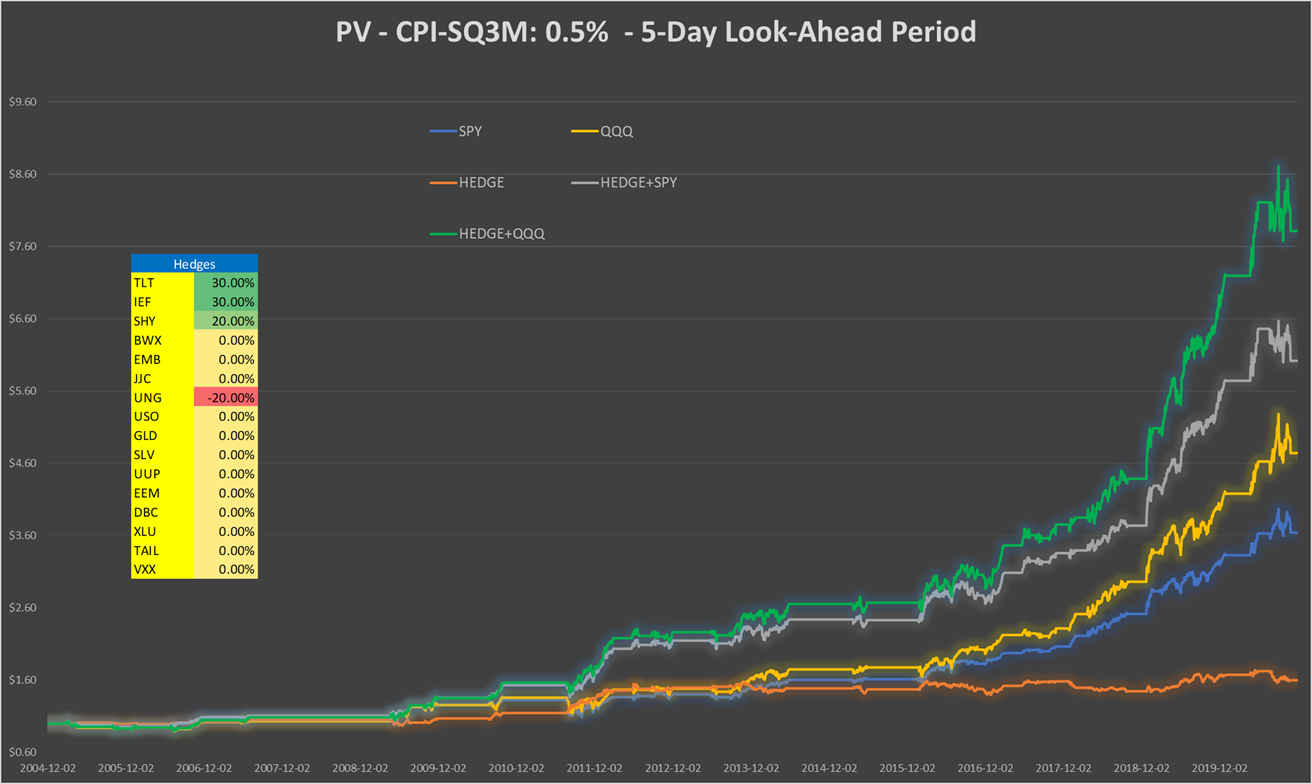 PV - CPI-SQ3M: 0.5%  - 5-Day Look-Ahead Period
$9.60
SPY QQQ
$8.60
HEDGE HEDGE+SPY
HEDGE+QQQ
$7.60
Hedges
TLT 30.00%
IEF 30.00%
$6.60
SHY 20.00%
BWX 0.00%
EMB 0.00%
JJC 0.00%
$5.60
UNG -20.00%
USO 0.00%
GLD 0.00%
SLV 0.00%
$4.60
UUP 0.00%
EEM 0.00%
DBC 0.00%
$3.60
XLU 0.00%
TAIL 0.00%
VXX 0.00%
$2.60
$1.60
$0.60
2004-12-02 2005-12-02 2006-12-02 2007-12-02 2008-12-02 2009-12-02 2010-12-02 2011-12-02 2012-12-02 2013-12-02 2014-12-02 2015-12-02 2016-12-02 2017-12-02 2018-12-02 2019-12-02